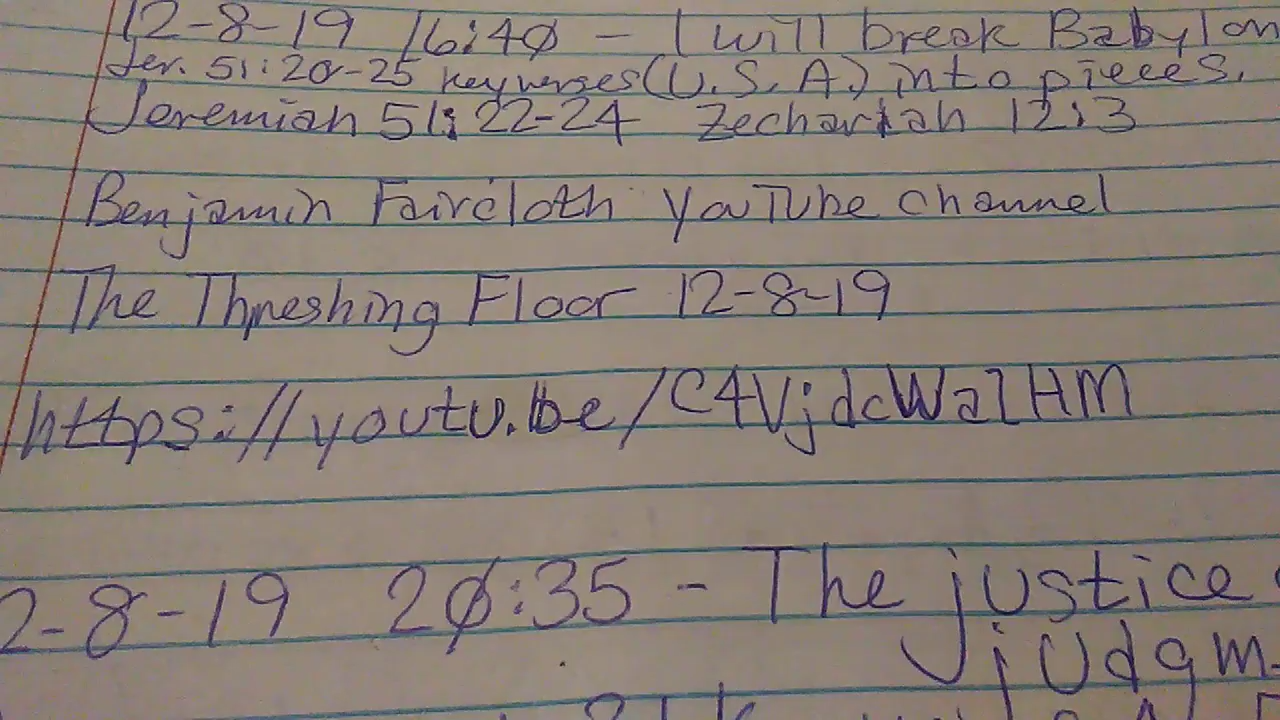 12-8-19 16:40 - I will break Babylon
Jer. 51:20-25 key verses (U.S.A.) into pieces.
Jeremiah 51:22-24 Zechariah 12:3
Benjamin Faircloth YouTube channel
The Threshing Floor 12-8-19
https://youtu.be/C4VjdcWalHM
2-8-19 20:35 - The justice
judgm